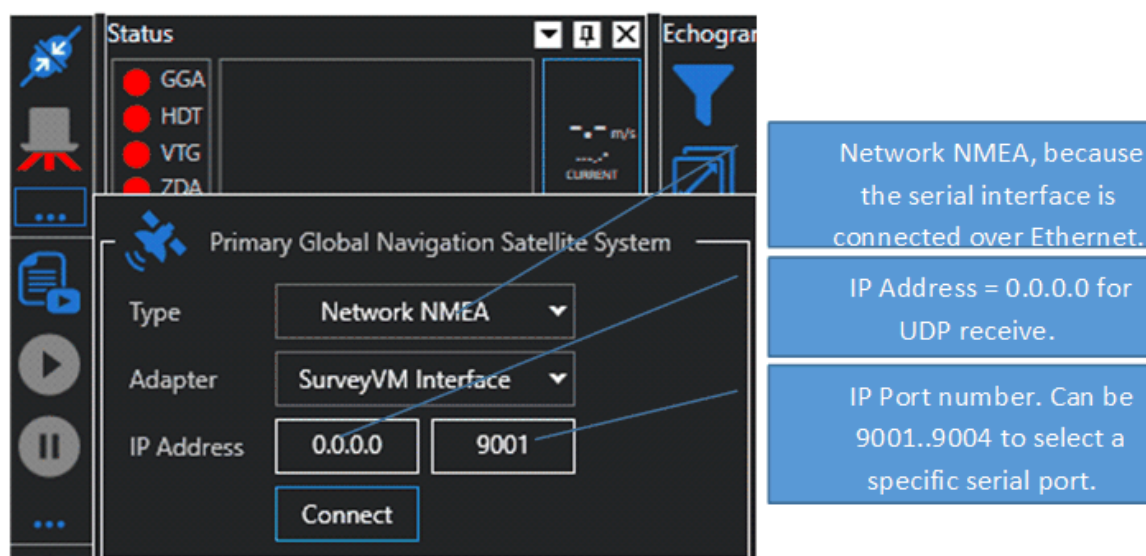 Status
Echogram
GGA
HDT
VTG
ZDA
-.- m/s
---.-°
CURRENT
Primary Global Navigation Satellite System
Type
Network NMEA
Adapter
SurveyVM Interface
IP Address
0.0.0.0
9001
Connect
Network NMEA, because
the serial interface is
connected over Ethernet.
IP Address = 0.0.0.0 for
UDP receive.
IP Port number. Can be
9001..9004 to select a
specific serial port.